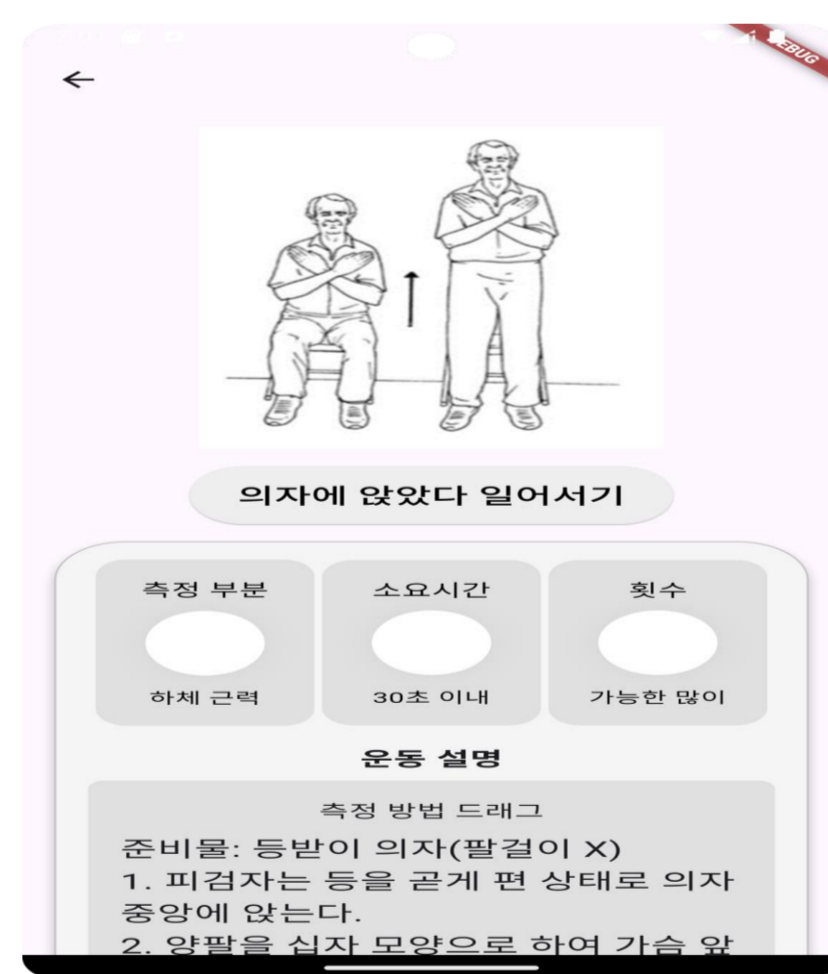 DEBUG
의자에 앉았다 일어서기
측정 부분
소요시간
횟수
하체 근력
30초 이내
가능한 많이
운동 설명
측정 방법 드래그
준비물: 등받이 의자(팔걸이 X)
1. 피검자는 등을 곧게 편 상태로 의자
중앙에 앉는다.
2. 양팔을 십자 모양으로 하여 가슴 앞